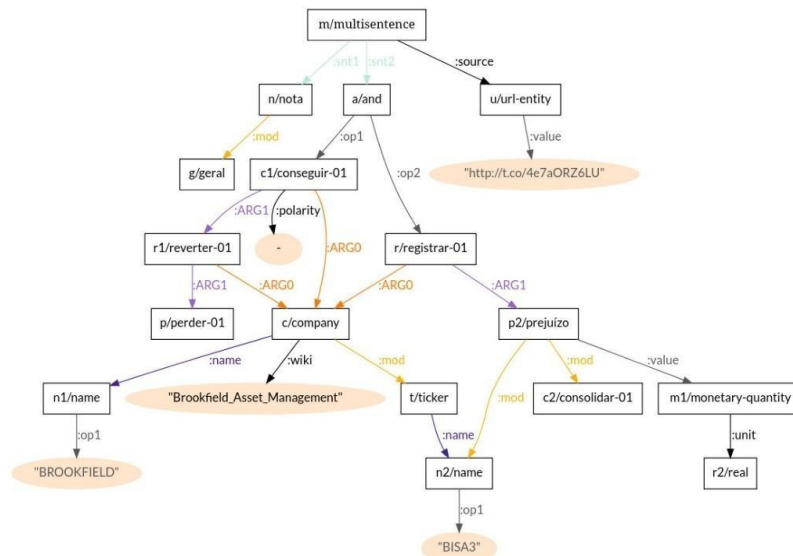 m/multisentence
:snt1 :snt2 :source
n/nota a/and u/url-entity
:mod :op1 :value
g/geral c1/conseguir-01 :op2 "http://t.co/4e7aORZ6LU"
:ARG1 :polarity
r1/reverter-01 - :ARG0 r/registrar-01
:ARG1 :ARG0 :ARG0 :ARG1
p/perder-01 c/company p2/prejuízo
:name :wiki :mod :mod :value
n1/name "Brookfield_Asset_Management" t/ticker :mod c2/consolidar-01 m1/monetary-quantity
:op1 :name :unit
"BROOKFIELD" n2/name r2/real
:op1
"BISA3"